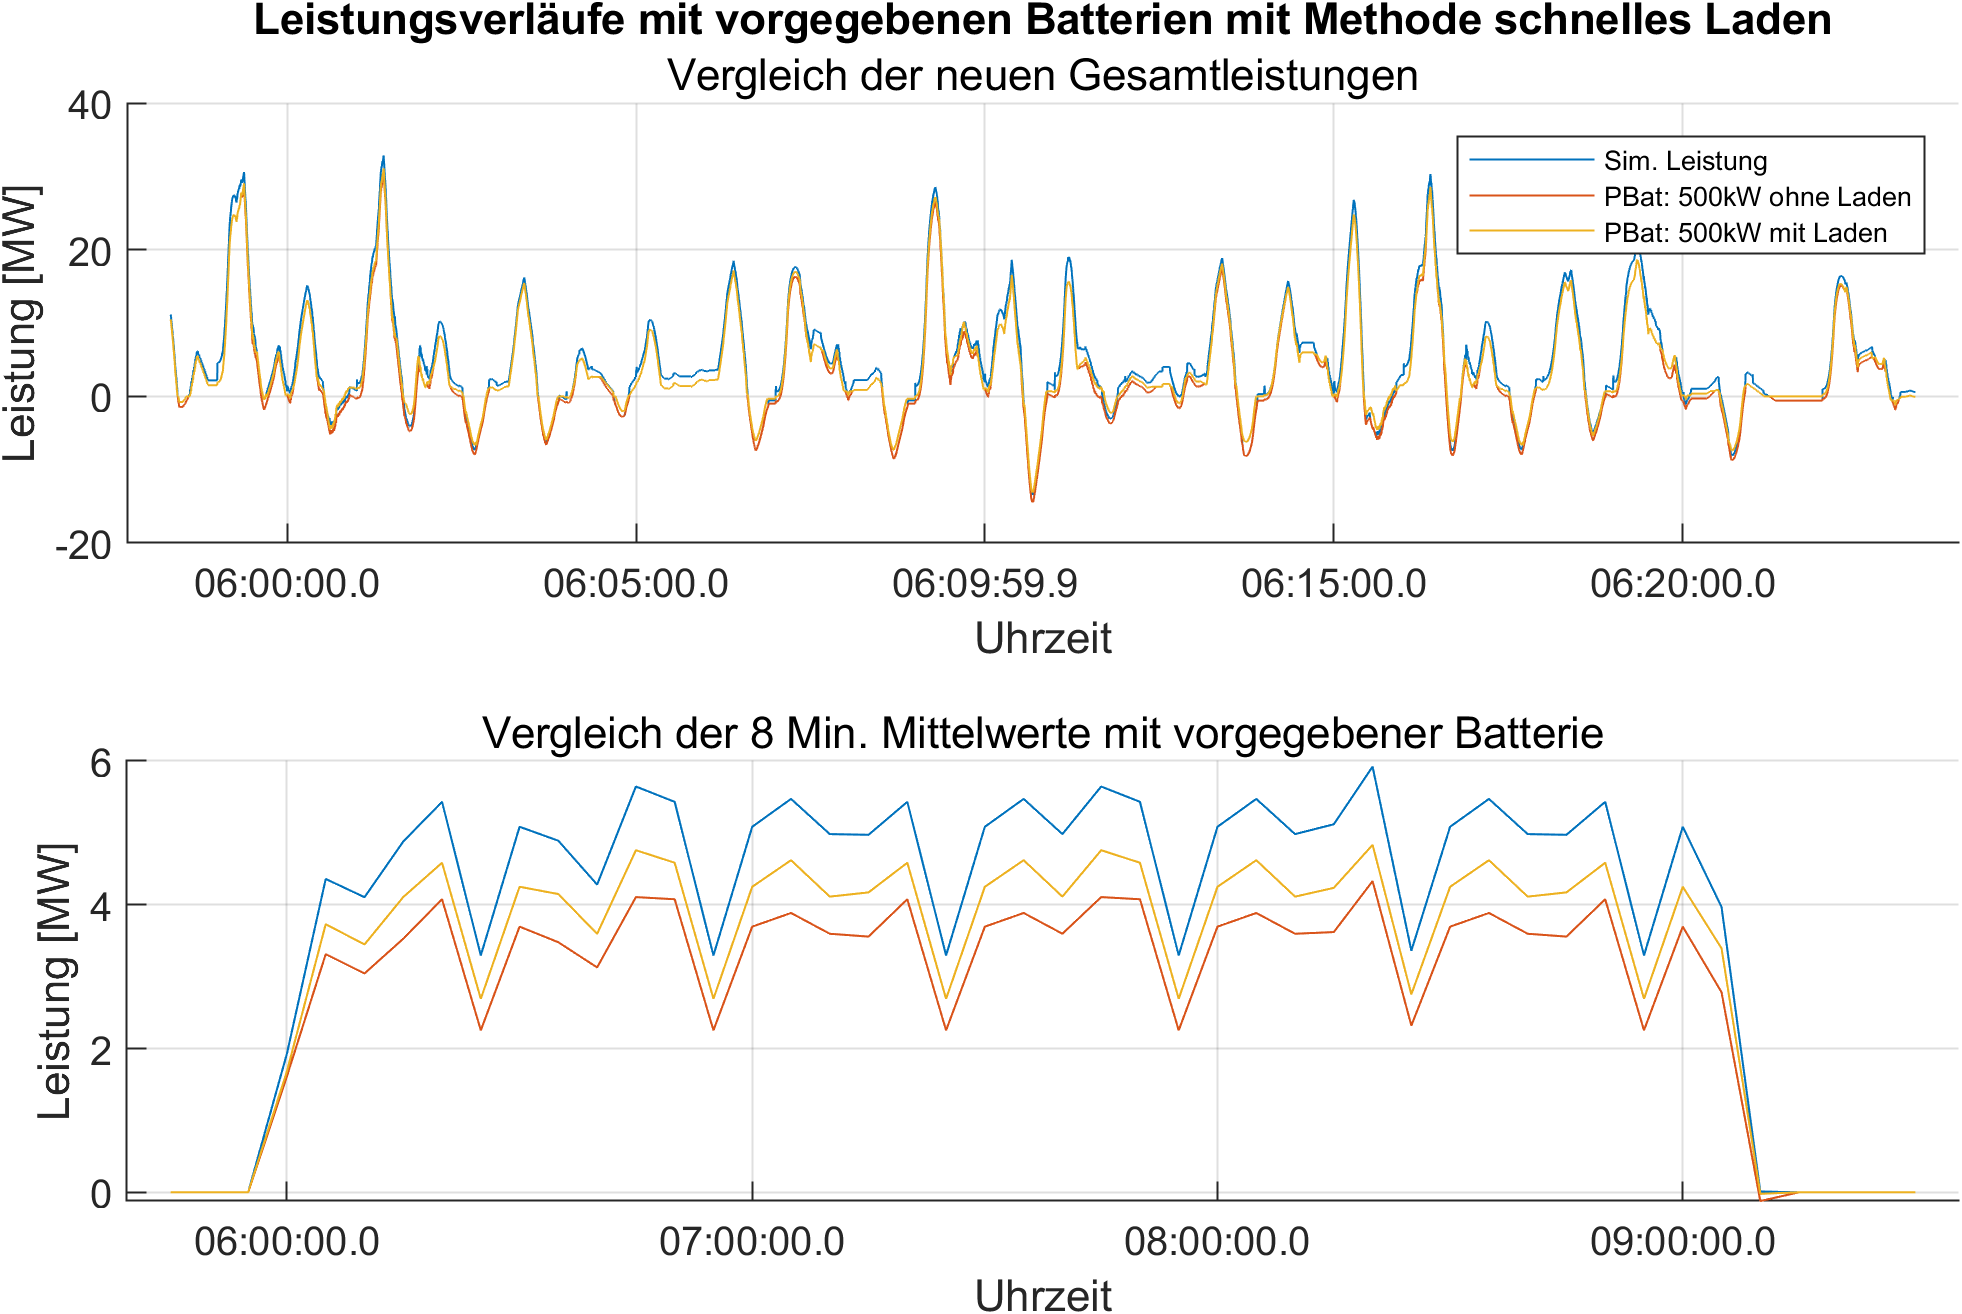 Leistungsverläufe mit vorgegebenen Batterien mit Methode schnelles Laden
Vergleich der neuen Gesamtleistungen
40
20
0
-20
Leistung [MW]
Sim. Leistung
PBat: 500kW ohne Laden
PBat: 500kW mit Laden
06:00:00.0 06:05:00.0 06:09:59.9 06:15:00.0 06:20:00.0
Uhrzeit
Vergleich der 8 Min. Mittelwerte mit vorgegebener Batterie
6
4
2
0
Leistung [MW]
06:00:00.0 07:00:00.0 08:00:00.0 09:00:00.0
Uhrzeit